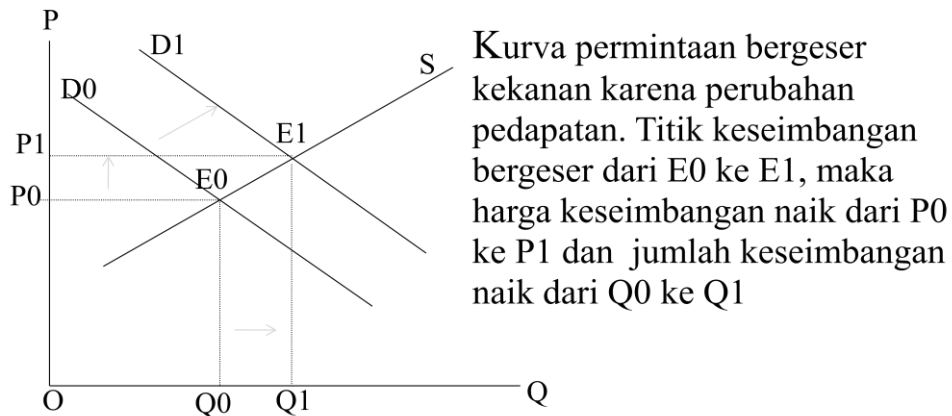 P
D1
S
D0
P1
E1
E0
P0
O
Q0
Q1
Q
Kurva permintaan bergeser
kekanan karena perubahan
pedapatan. Titik keseimbangan
bergeser dari E0 ke E1, maka
harga keseimbangan naik dari P0
ke P1 dan jumlah keseimbangan
naik dari Q0 ke Q1